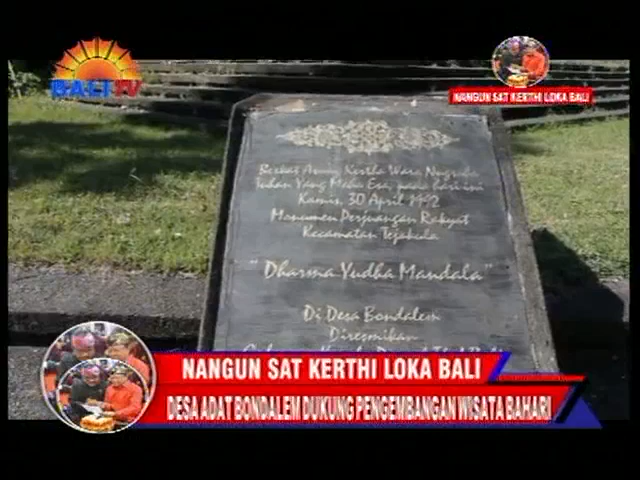 BALI TV
NANGUN SAT KERTHI LOKA BALI
Berkat Asung Kertha Wara Nugraha
Tuhan Yang Maha Esa, pada hari ini
Kamis, 30 April 1992
Monumen Perjuangan Rakyat
Kecamatan Tejakula
"Dharma Yudha Mandala"
Di Desa Bondalem
Diresmikan
NANGUN SAT KERTHI LOKA BALI
DESA ADAT BONDALEM DUKUNG PENGEMBANGAN WISATA BAHARI